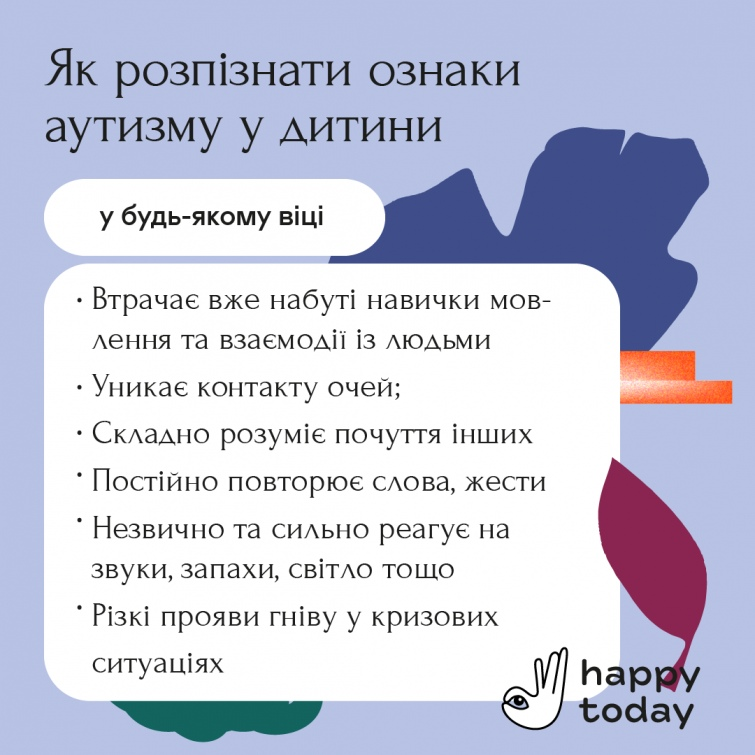 Як розпізнати ознаки
аутизму у дитини
у будь-якому віці
· Втрачає вже набуті навички мов-
лення та взаємодії із людьми
· Уникає контакту очей;
· Складно розуміє почуття інших
· Постійно повторює слова, жести
· Незвично та сильно реагує на
звуки, запахи, світло тощо
· Різкі прояви гніву у кризових
ситуаціях
happy
today